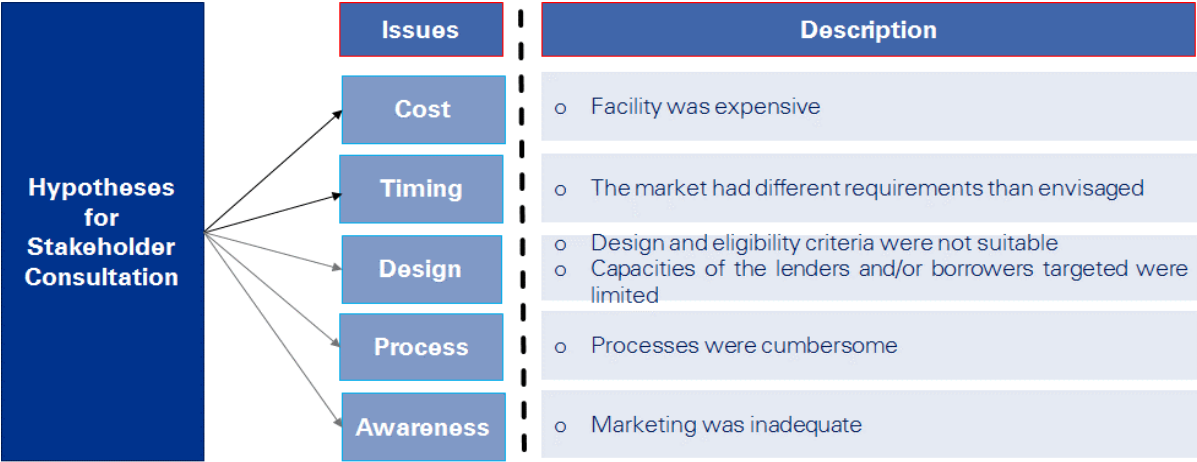 Hypotheses
for
Stakeholder
Consultation
Issues
Description
Cost
o Facility was expensive
Timing
o The market had different requirements than envisaged
Design
o Design and eligibility criteria were not suitable
o Capacities of the lenders and/or borrowers targeted were
limited
Process
o Processes were cumbersome
Awareness
o Marketing was inadequate